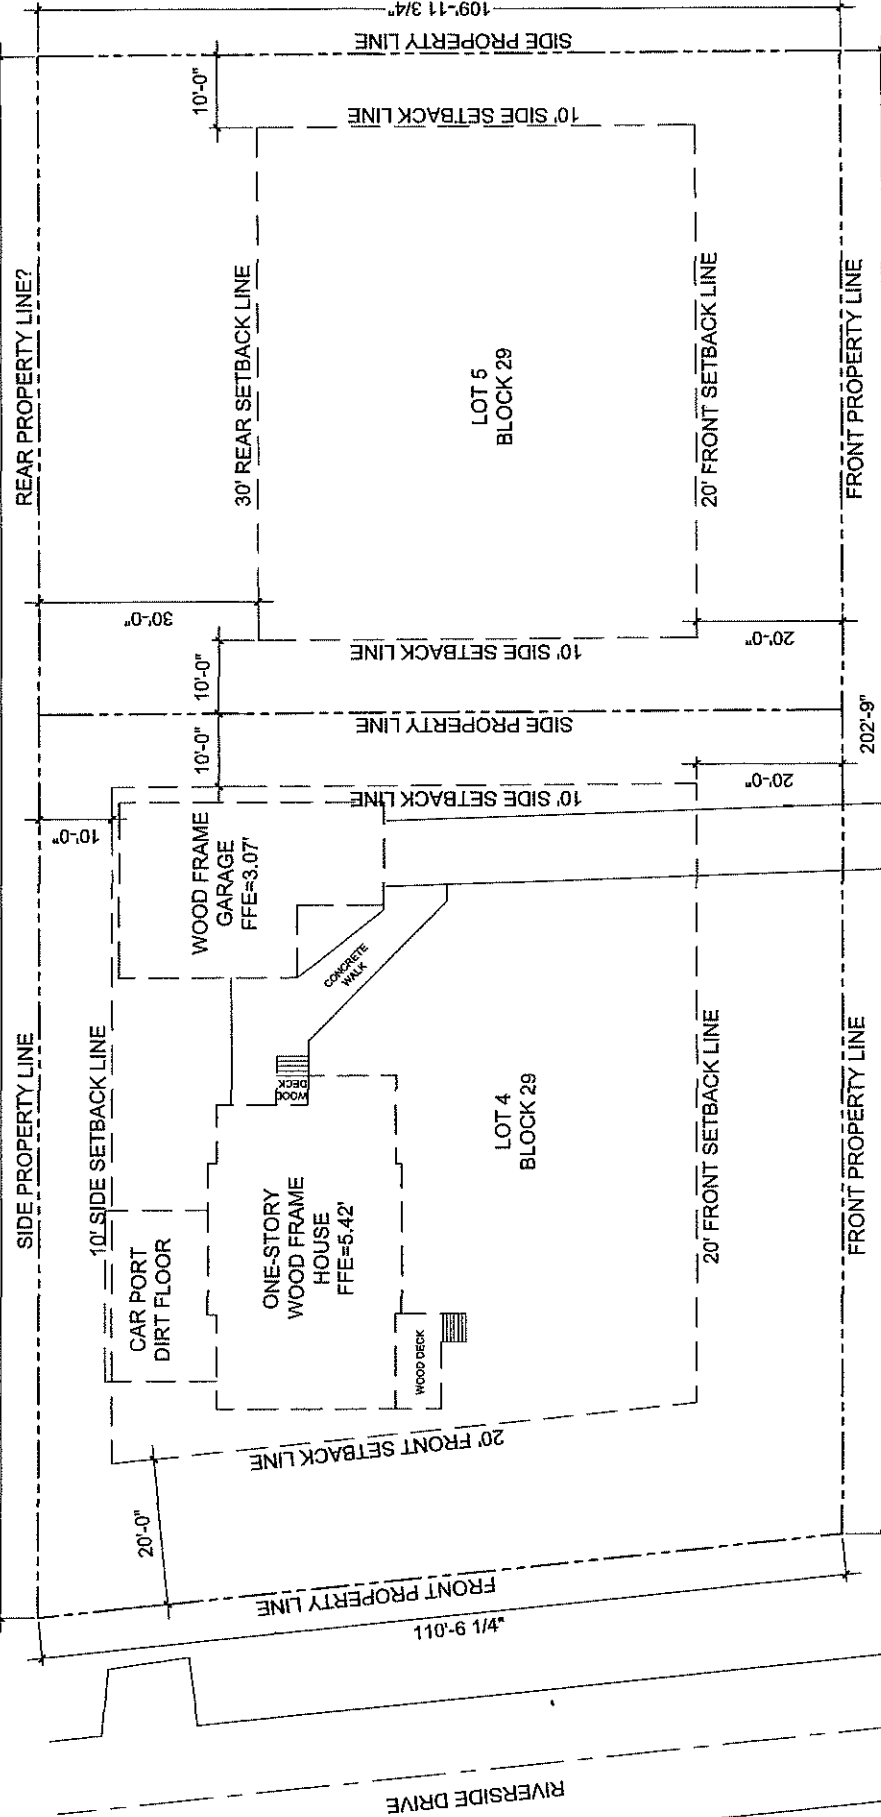 109'-11 3/4"
SIDE PROPERTY LINE
10'-0"
10' SIDE SETBACK LINE
REAR PROPERTY LINE?
30' REAR SETBACK LINE
LOT 5
BLOCK 29
20' FRONT SETBACK LINE
FRONT PROPERTY LINE
30'-0"
10' SIDE SETBACK LINE
20'-0"
10'-0"
SIDE PROPERTY LINE
202'-9"
10'-0"
10' SIDE SETBACK LINE
20'-0"
10'-0"
WOOD FRAME
GARAGE
FFE=3.07'
CONCRETE
WALK
WOOD
DECK
SIDE PROPERTY LINE
10' SIDE SETBACK LINE
CAR PORT
DIRT FLOOR
ONE-STORY
WOOD FRAME
HOUSE
FFE=5.42'
WOOD DECK
LOT 4
BLOCK 29
20' FRONT SETBACK LINE
FRONT PROPERTY LINE
20' FRONT SETBACK LINE
20'-0"
FRONT PROPERTY LINE
110'-6 1/4"
RIVERSIDE DRIVE